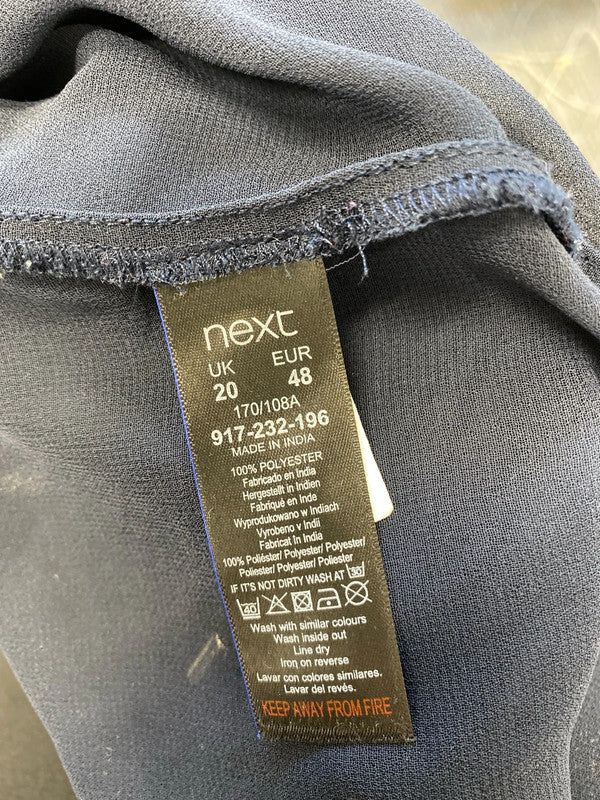 next
UK EUR
20 48
170/108A
917-232-196
MADE IN INDIA
100% POLYESTER
Fabricado en India
Hergestellt in Indien
Fabriqué en Inde
Wyprodukowano w Indiach
Vyrobeno v Indii
Fabricat In India
100% Poliéster/ Polyester/ Polyester/
Poliester/ Polyester/ Poliester
IF IT'S NOT DIRTY WASH AT 30
40
Wash with similar colours
Wash inside out
Line dry
Iron on reverse
Lavar con colores similares.
Lavar del revés.
KEEP AWAY FROM FIRE